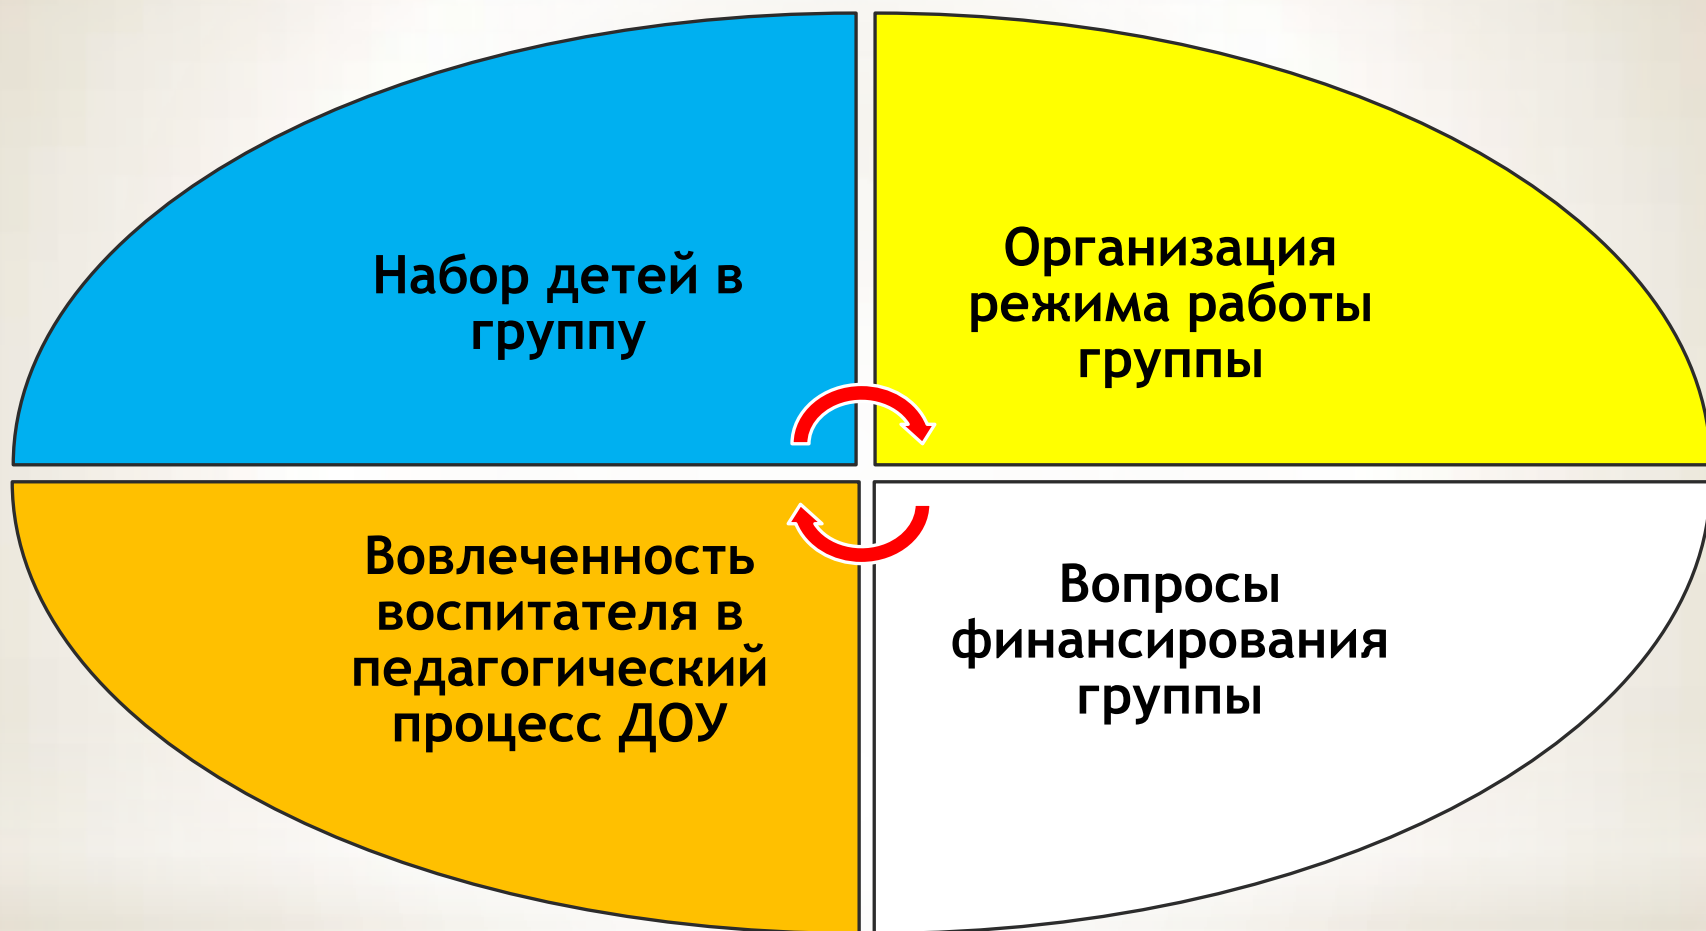 Набор детей в
группу
Организация
режима работы
группы
Вовлеченность
воспитателя в
педагогический
процесс ДОУ
Вопросы
финансирования
группы